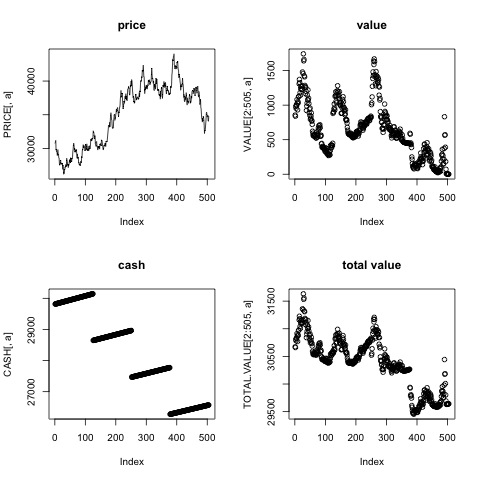 price
PRICE[, a]
30000
40000
0
100
200
300
400
500
Index
value
VALUE[2:505, a]
0
500
1000
1500
0
100
200
300
400
500
Index
cash
CASH[, a]
27000
29000
0
100
200
300
400
500
Index
total value
TOTAL.VALUE[2:505, a]
29500
30500
31500
0
100
200
300
400
500
Index